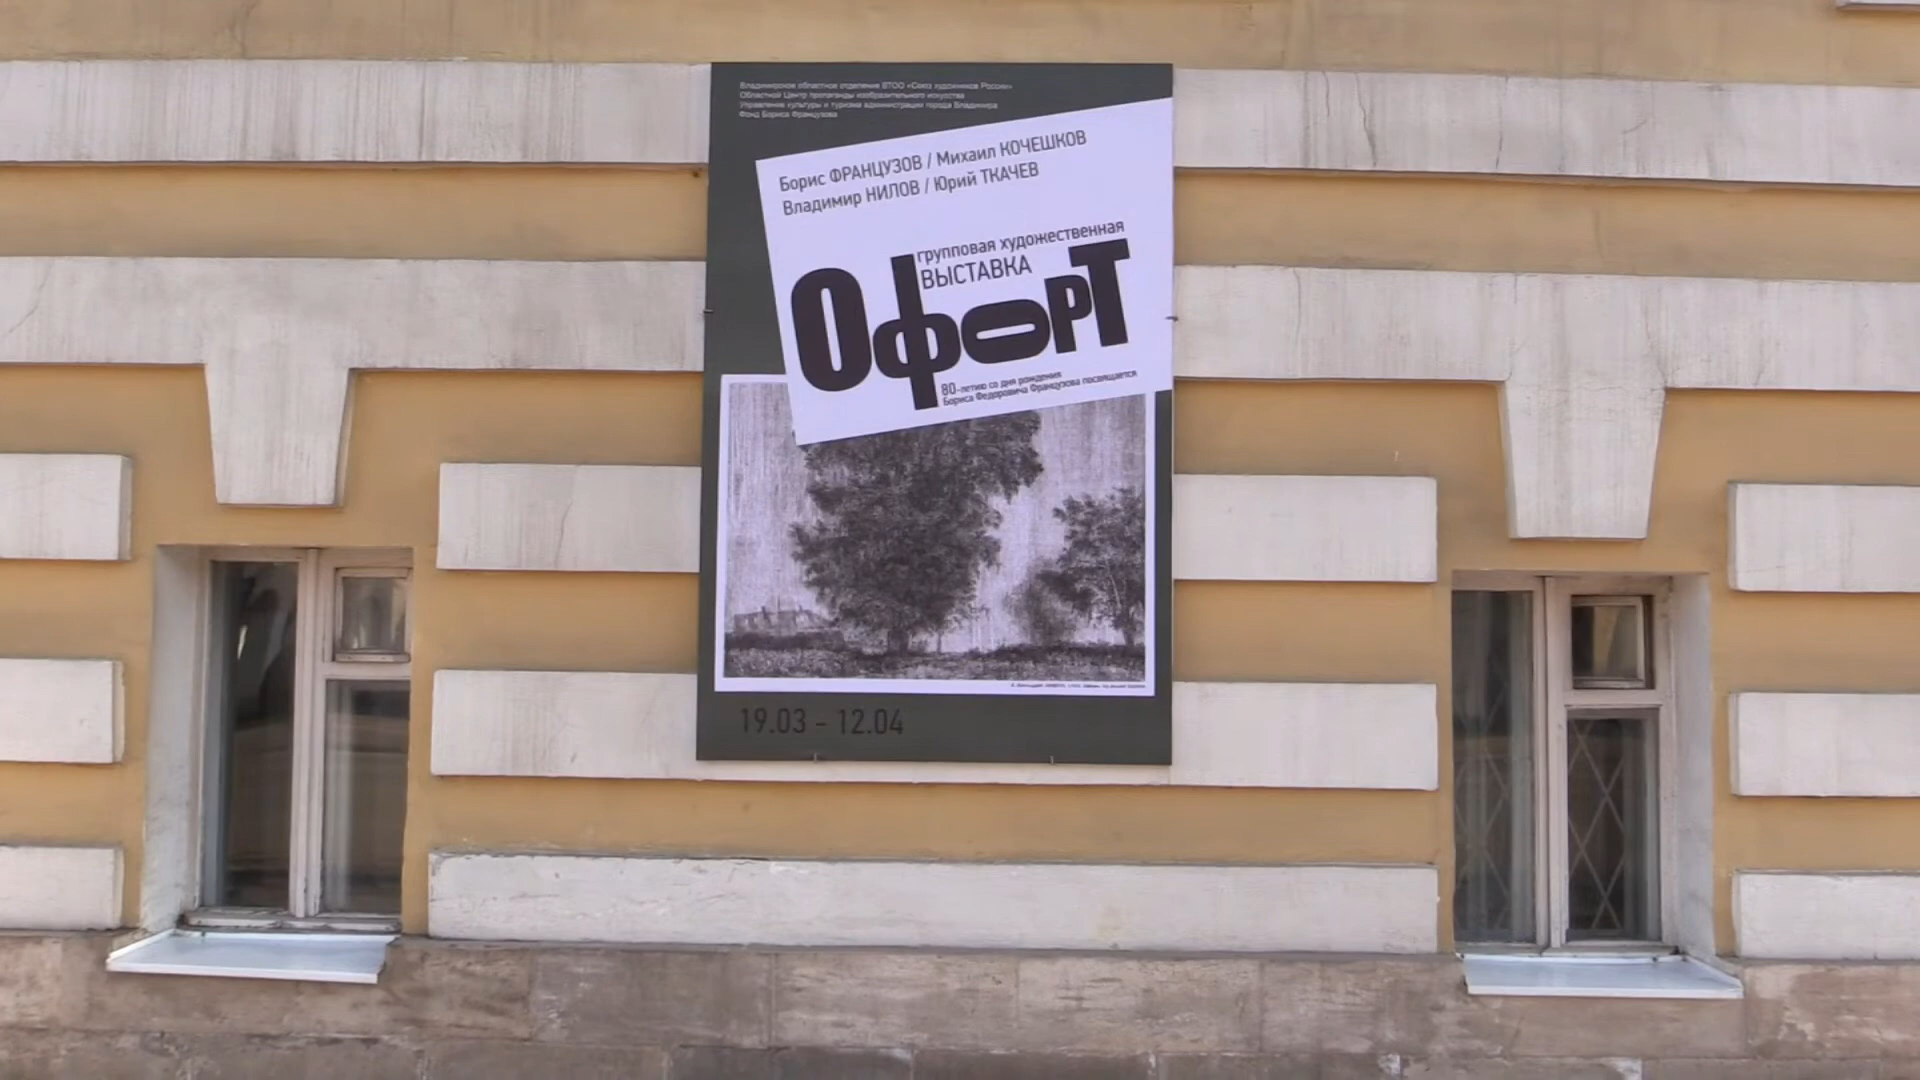 Владимирское областное отделение ВТОО «Союз художников России»
Областной Центр пропаганды изобразительного искусства
Управление культуры и туризма администрации города Владимира
Фонд Бориса Французова
Борис ФРАНЦУЗОВ / Михаил КОЧЕШКОВ
Владимир НИЛОВ / Юрий ТКАЧЕВ
групповая художественная
ВЫСТАВКА
Офорт
80-летию со дня рождения
Бориса Федоровича Французова посвящается
19.03 - 12.04